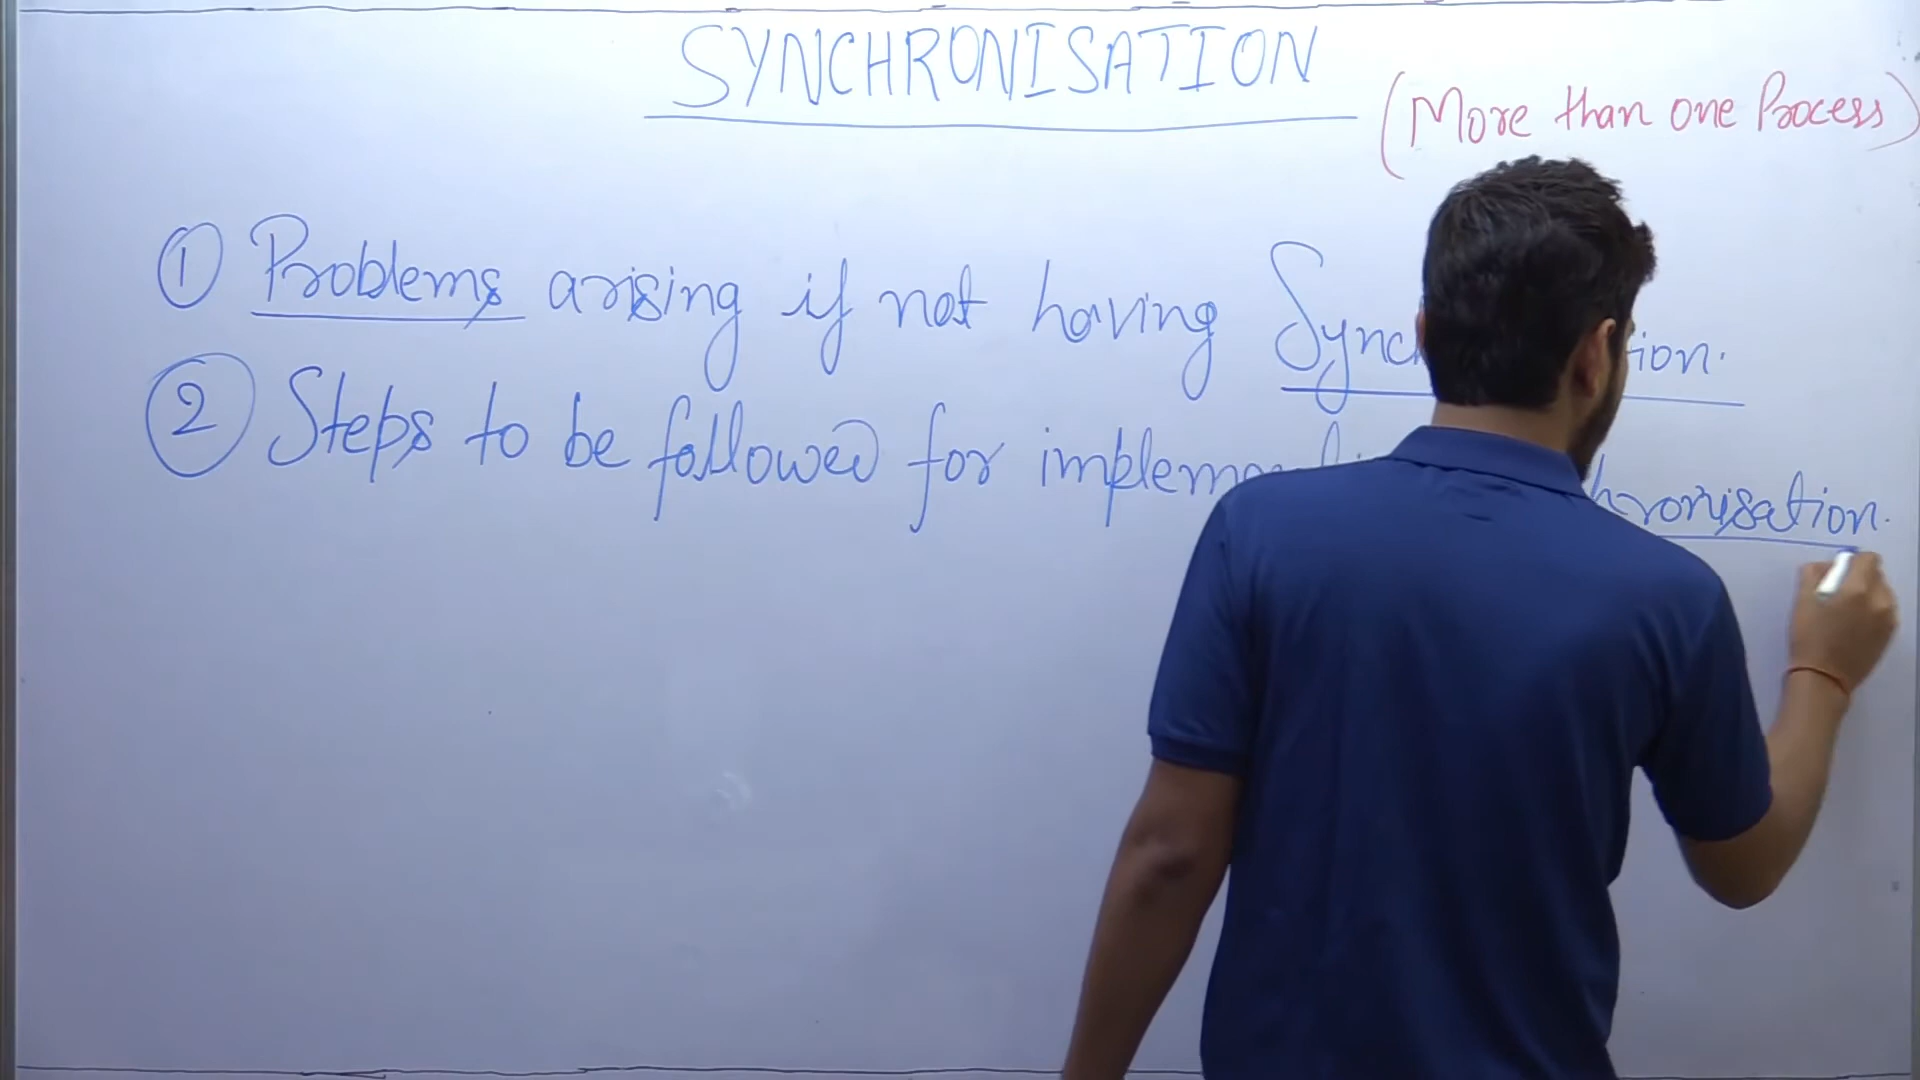 SYNCHRONISATION
(More than one Process)
① Problems arising if not having
② Steps to be followed for